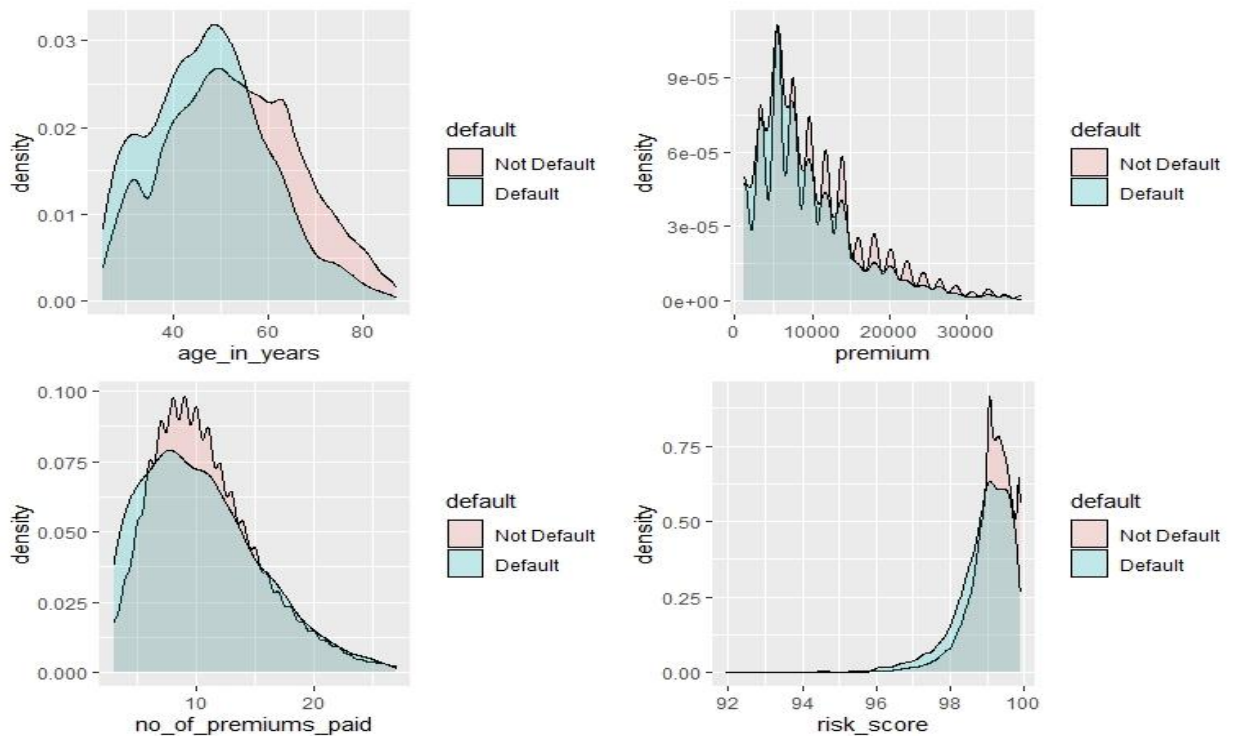 0.03
0.02
0.01
0.00
density
40 60 80
age_in_years
default
Not Default
Default
9e-05
6e-05
3e-05
0e+00
density
0 10000 20000 30000
premium
default
Not Default
Default
0.100
0.075
0.050
0.025
0.000
density
10 20
no_of_premiums_paid
default
Not Default
Default
0.75
0.50
0.25
0.00
density
92 94 96 98 100
risk_score
default
Not Default
Default